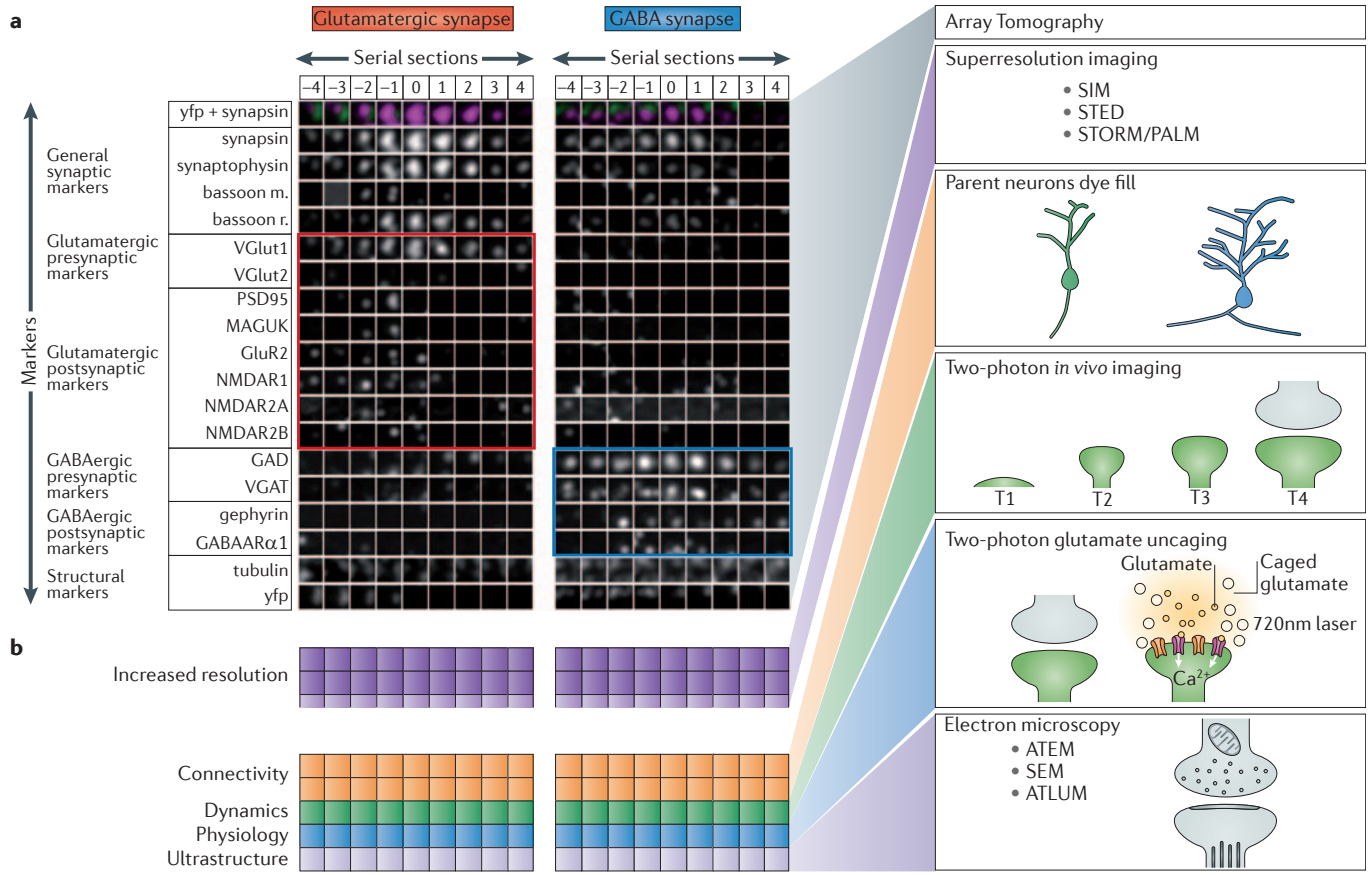 a
Glutamatergic synapse
GABA synapse
Serial sections
Serial sections
−4 −3 −2 −1 0 1 2 3 4
−4 −3 −2 −1 0 1 2 3 4
Markers
General
synaptic
markers
yfp + synapsin
synapsin
synaptophysin
bassoon m.
bassoon r.
Glutamatergic
presynaptic
markers
VGlut1
VGlut2
Glutamatergic
postsynaptic
markers
PSD95
MAGUK
GluR2
NMDAR1
NMDAR2A
NMDAR2B
GABAergic
presynaptic
markers
GAD
VGAT
GABAergic
postsynaptic
markers
gephyrin
GABAARα1
Structural
markers
tubulin
yfp
b
Increased resolution
Connectivity
Dynamics
Physiology
Ultrastructure
Array Tomography
Superresolution imaging
• SIM
• STED
• STORM/PALM
Parent neurons dye fill
Two-photon in vivo imaging
T1
T2
T3
T4
Two-photon glutamate uncaging
Glutamate
Caged
glutamate
720nm laser
Ca²⁺
Electron microscopy
• ATEM
• SEM
• ATLUM